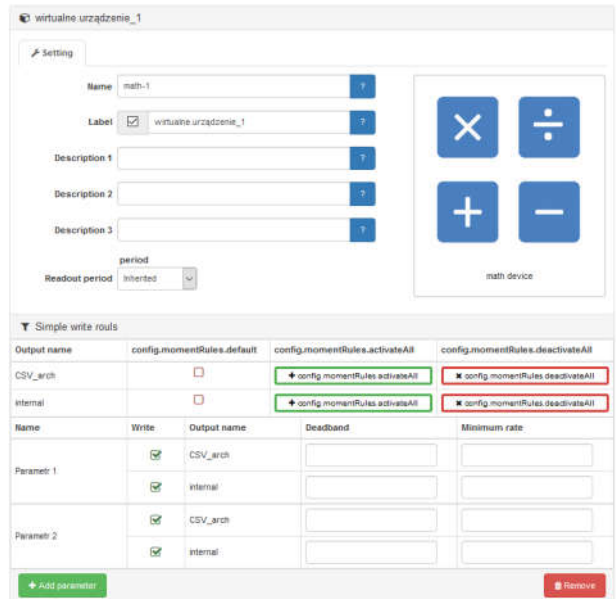 wirtualne.urządzenie_1
Setting
Name math-1 ?
Label wirtualne.urządzenie_1 ?
Description 1 ?
Description 2 ?
Description 3 ?
period
Readout period Inherited
math device
Simple write rouls
Output name config.momentRules.default config.momentRules.activateAll config.momentRules.deactivateAll
CSV_arch + config.momentRules.activateAll × config.momentRules.deactivateAll
internal + config.momentRules.activateAll × config.momentRules.deactivateAll
Name Write Output name Deadband Minimum rate
Parametr 1
CSV_arch
internal
Parametr 2
CSV_arch
internal
+ Add parameter Remove